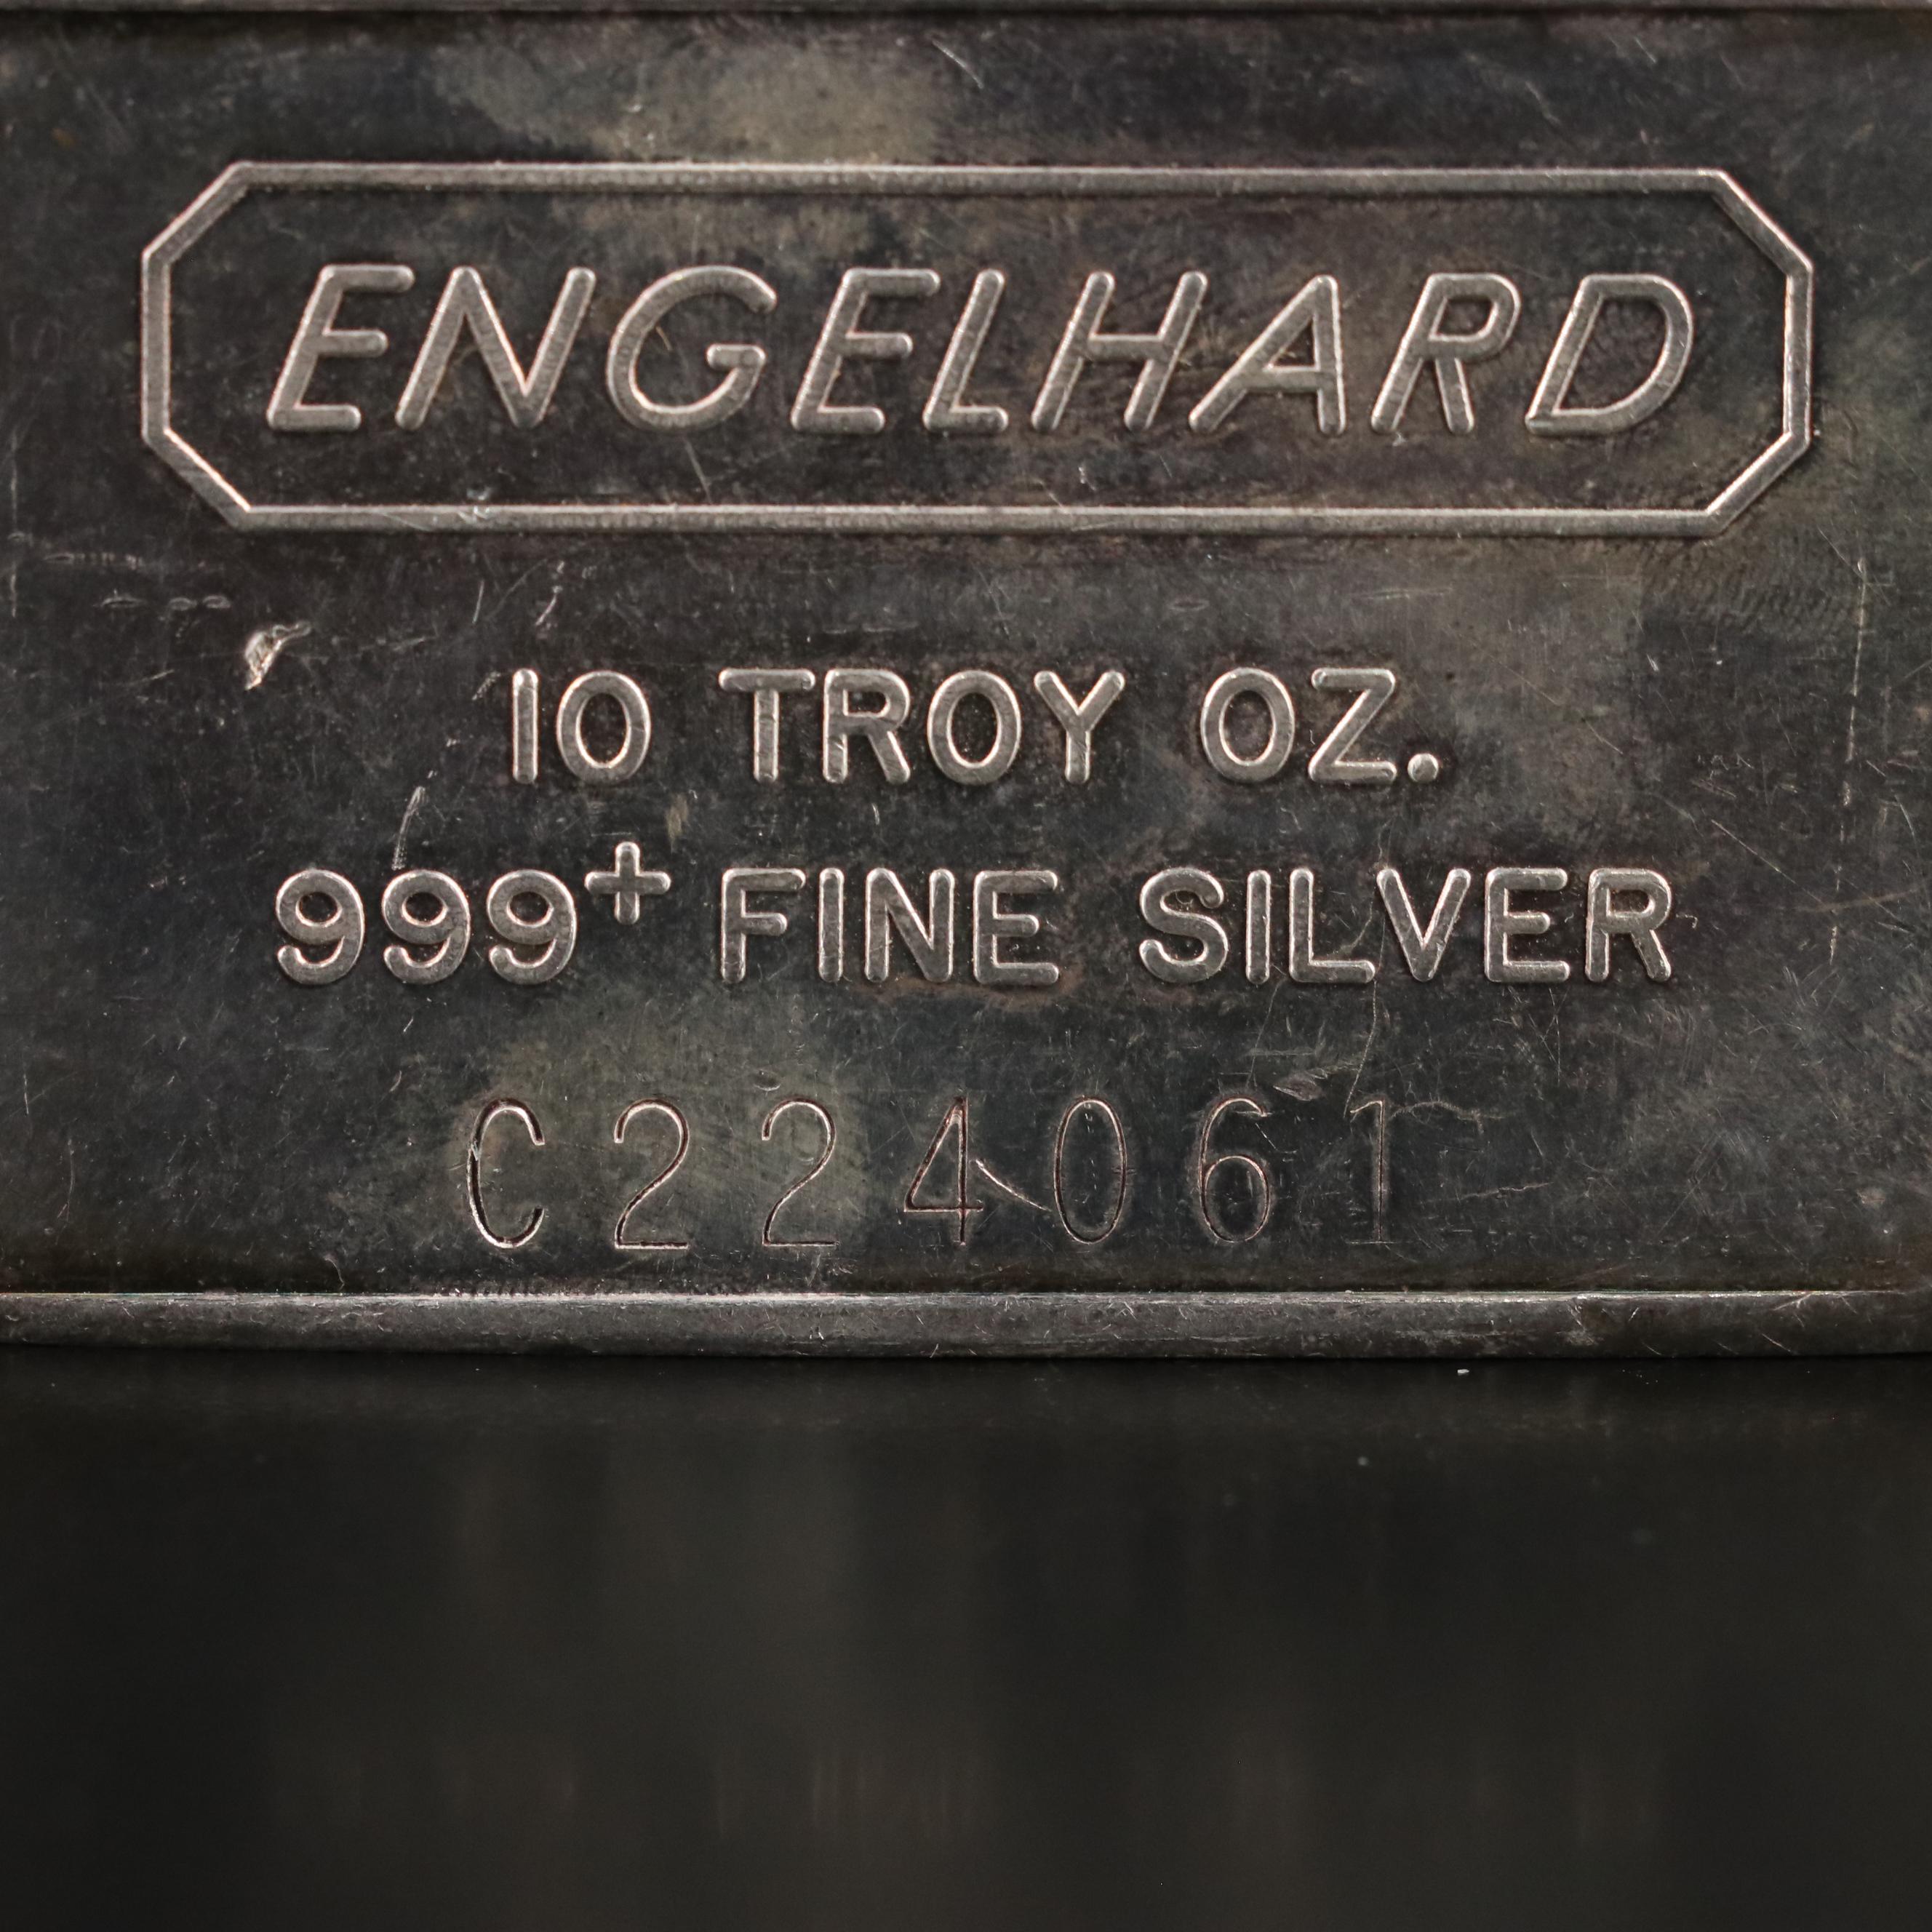 ENGELHARD
10 TROY OZ.
999+ FINE SILVER
C224061